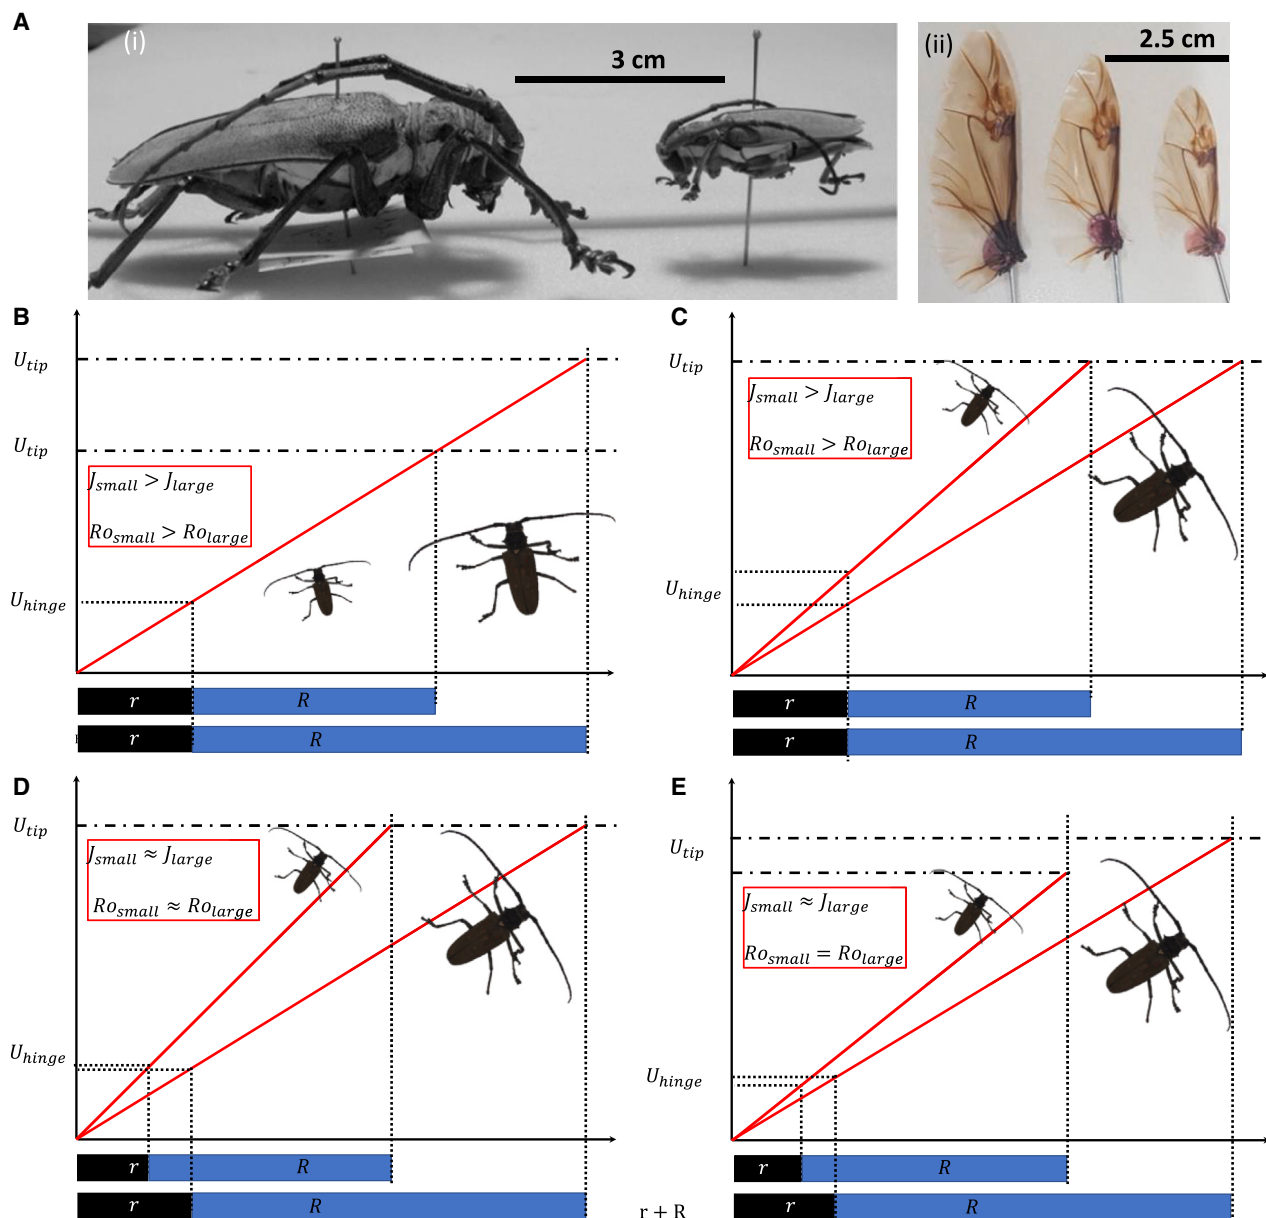 A
(i)
3 cm
(ii)
2.5 cm
B
U_tip
U_tip
J_small > J_large
Ro_small > Ro_large
U_hinge
r
R
r
R
C
U_tip
J_small > J_large
Ro_small > Ro_large
U_hinge
r
R
r
R
D
U_tip
J_small ≈ J_large
Ro_small ≈ Ro_large
U_hinge
r
R
r
R
E
U_tip
J_small ≈ J_large
Ro_small = Ro_large
U_hinge
r
R
r
R
r + R